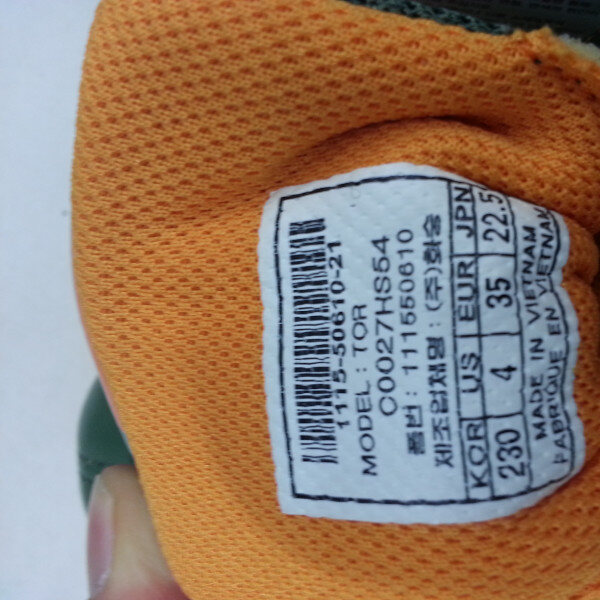 1115-50610-21
MODEL : TOR
C0027HS54
품번 : 111550610
제조업체명 : (주)화승
KOR US EUR JPN
230 4 35 22.5
MADE IN VIETNAM
FABRIQUE EN VIETNAM